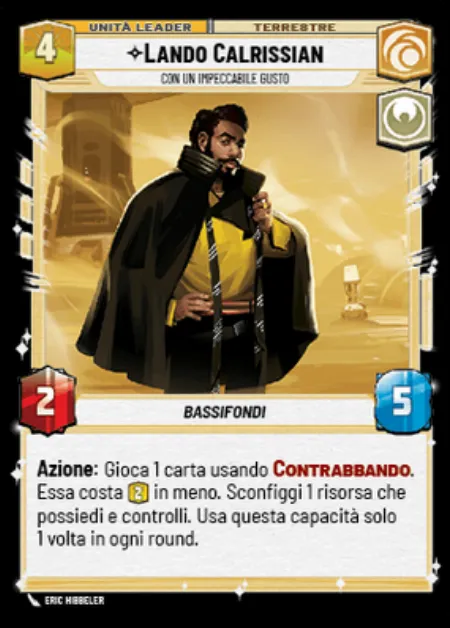 4
UNITÀ LEADER
TERRESTRE
LANDO CALRISSIAN
CON UN IMPECCABILE GUSTO
2
BASSIFONDI
5
Azione: Gioca 1 carta usando CONTRABBANDO.
Essa costa 2 in meno. Sconfiggi 1 risorsa che
possiedi e controlli. Usa questa capacità solo
1 volta in ogni round.
ERIC HIBBELER